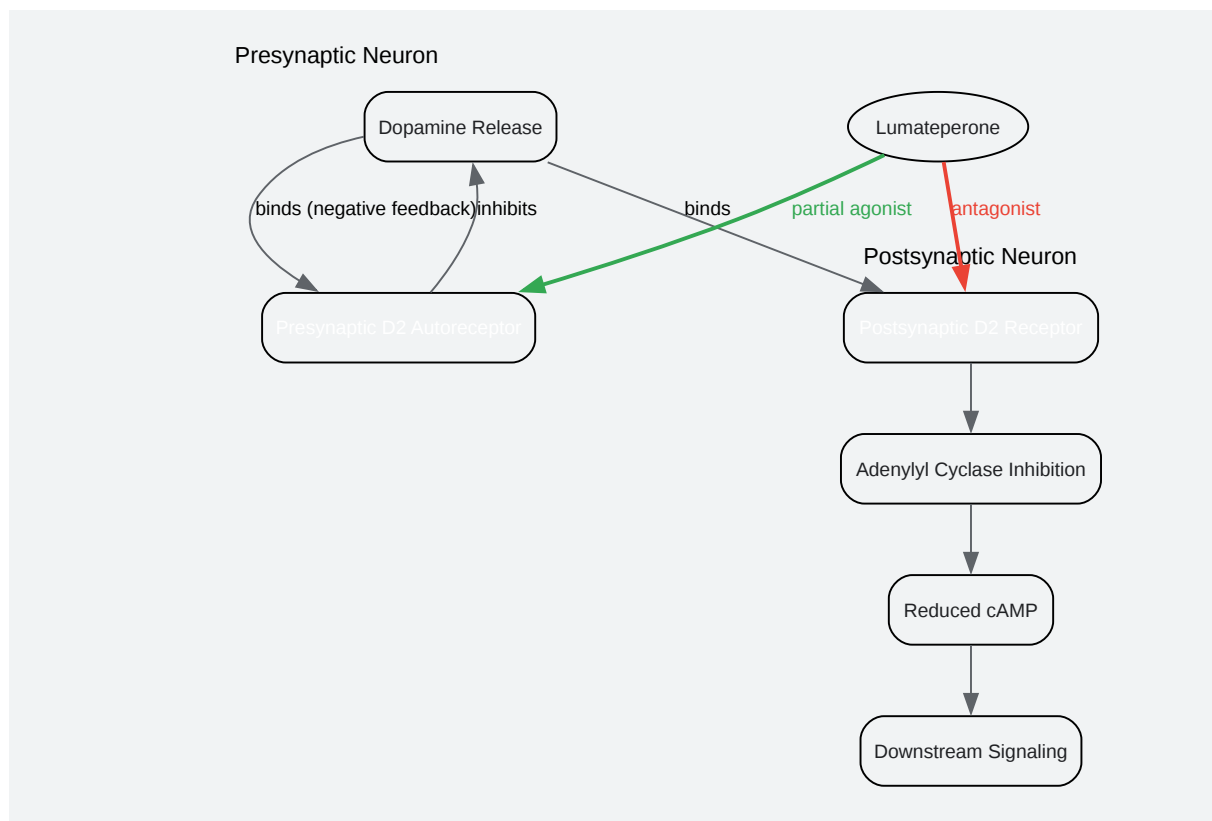 Presynaptic Neuron
Dopamine Release
Lumateperone
binds (negative feedback)
inhibits
binds
partial agonist
antagonist
Postsynaptic Neuron
Presynaptic D2 Autoreceptor
Postsynaptic D2 Receptor
Adenylyl Cyclase Inhibition
Reduced cAMP
Downstream Signaling